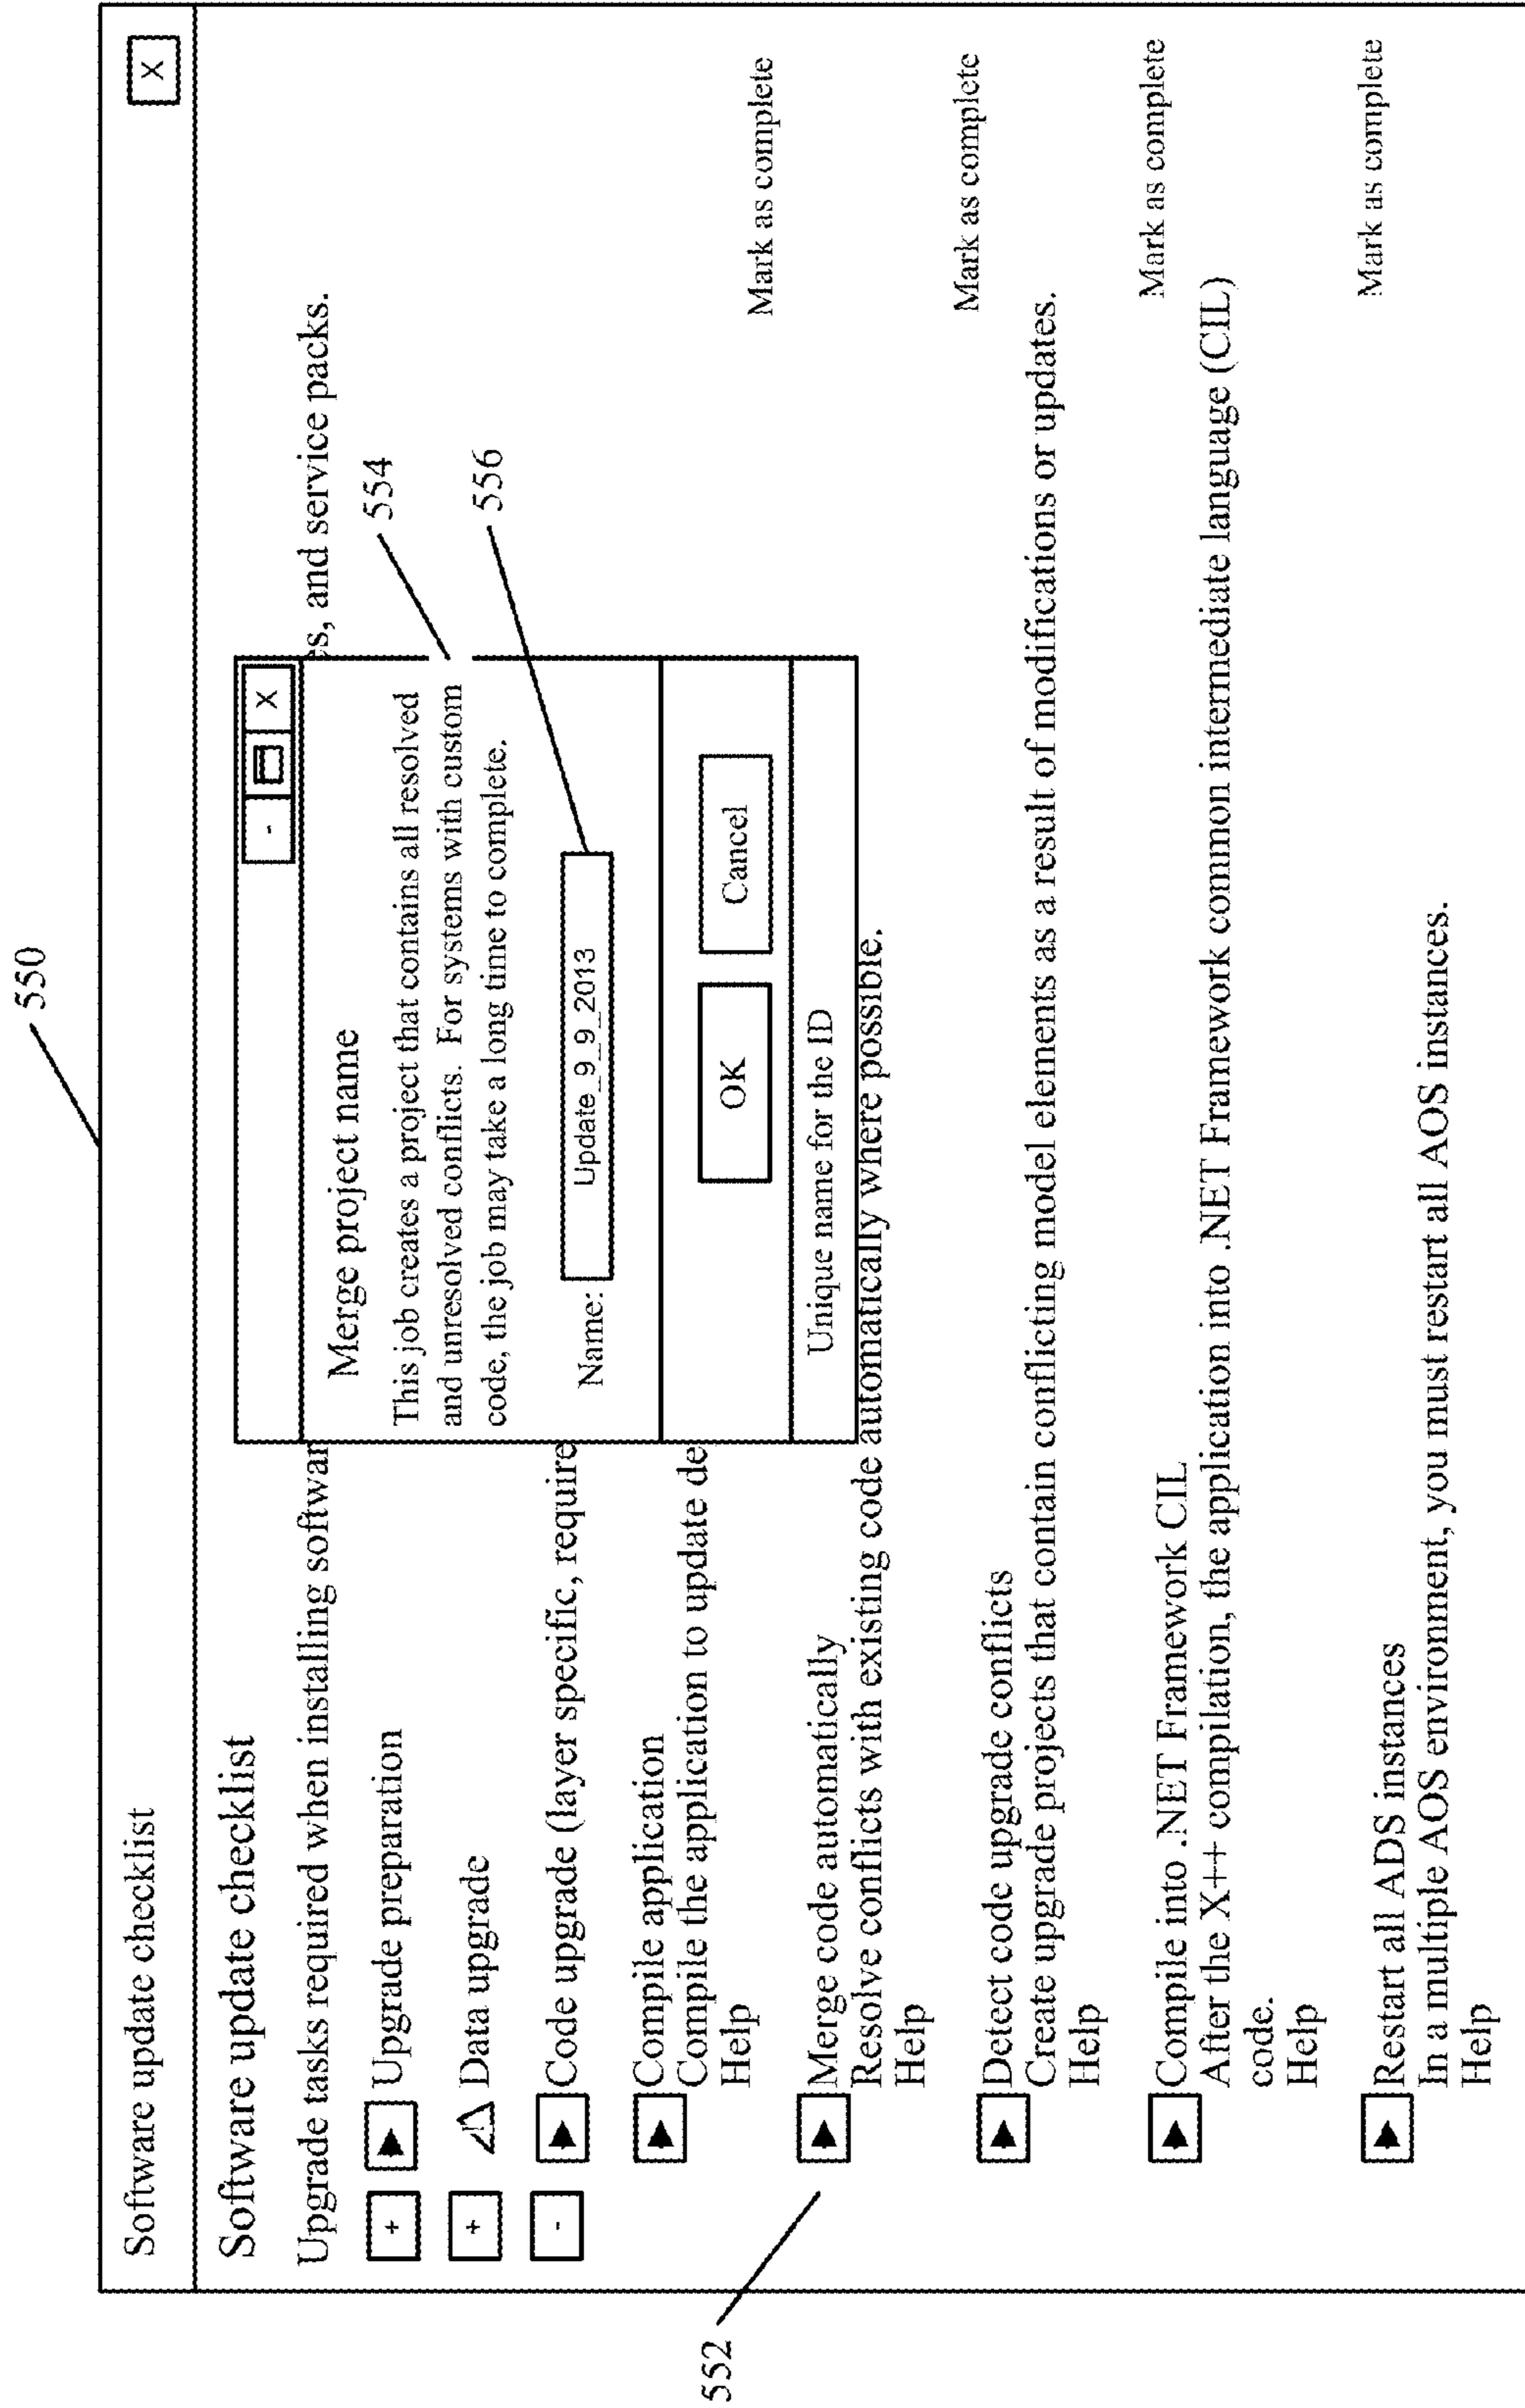 550
Software update checklist
X
Software update checklist
Upgrade tasks required when installing softwar
es, and service packs.
+
Upgrade preparation
+
Data upgrade
-
Code upgrade (layer specific, require
Compile application
Compile the application to update de
Help
Mark as complete
Merge code automatically
Resolve conflicts with existing code automatically where possible.
Help
Mark as complete
Detect code upgrade conflicts
Create upgrade projects that contain conflicting model elements as a result of modifications or updates.
Help
Mark as complete
Compile into .NET Framework CIL
After the X++ compilation, the application into .NET Framework common intermediate language (CIL)
code.
Help
Mark as complete
Restart all ADS instances
In a multiple AOS environment, you must restart all AOS instances.
Help
- X
Merge project name
This job creates a project that contains all resolved
and unresolved conflicts. For systems with custom
code, the job may take a long time to complete.
Name: Update_9_9_2013
OK Cancel
Unique name for the ID
552
554
556